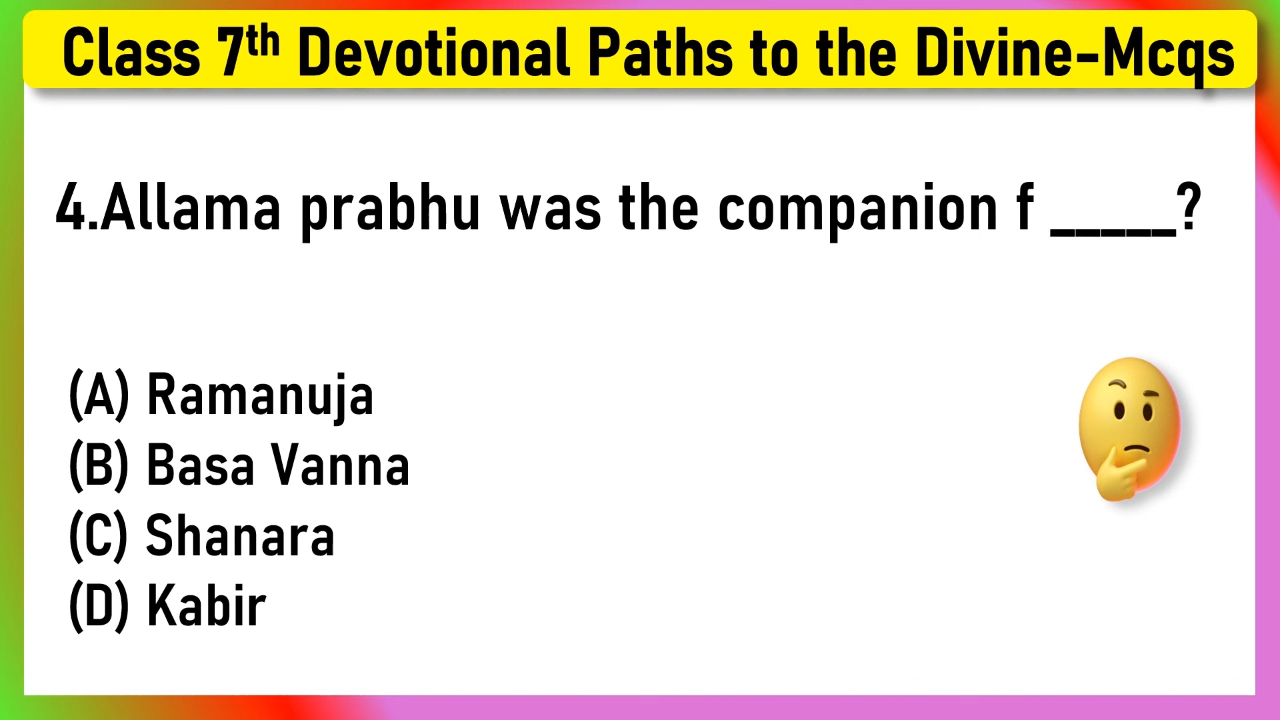 Class 7th Devotional Paths to the Divine-Mcqs
4.Allama prabhu was the companion f _____?
(A) Ramanuja
(B) Basa Vanna
(C) Shanara
(D) Kabir